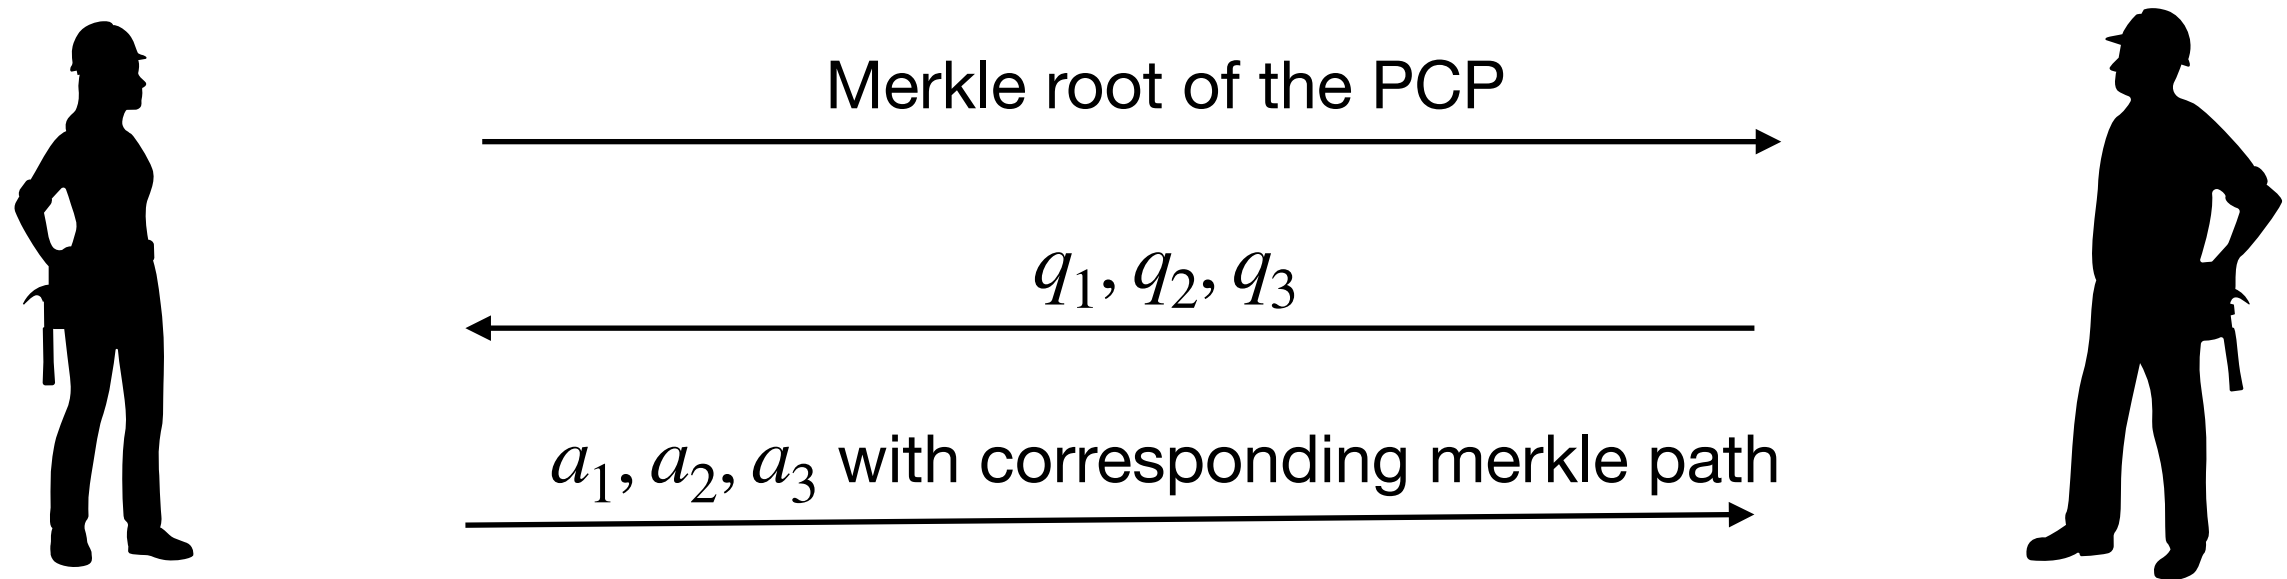 Merkle root of the PCP
q₁, q₂, q₃
a₁, a₂, a₃ with corresponding merkle path